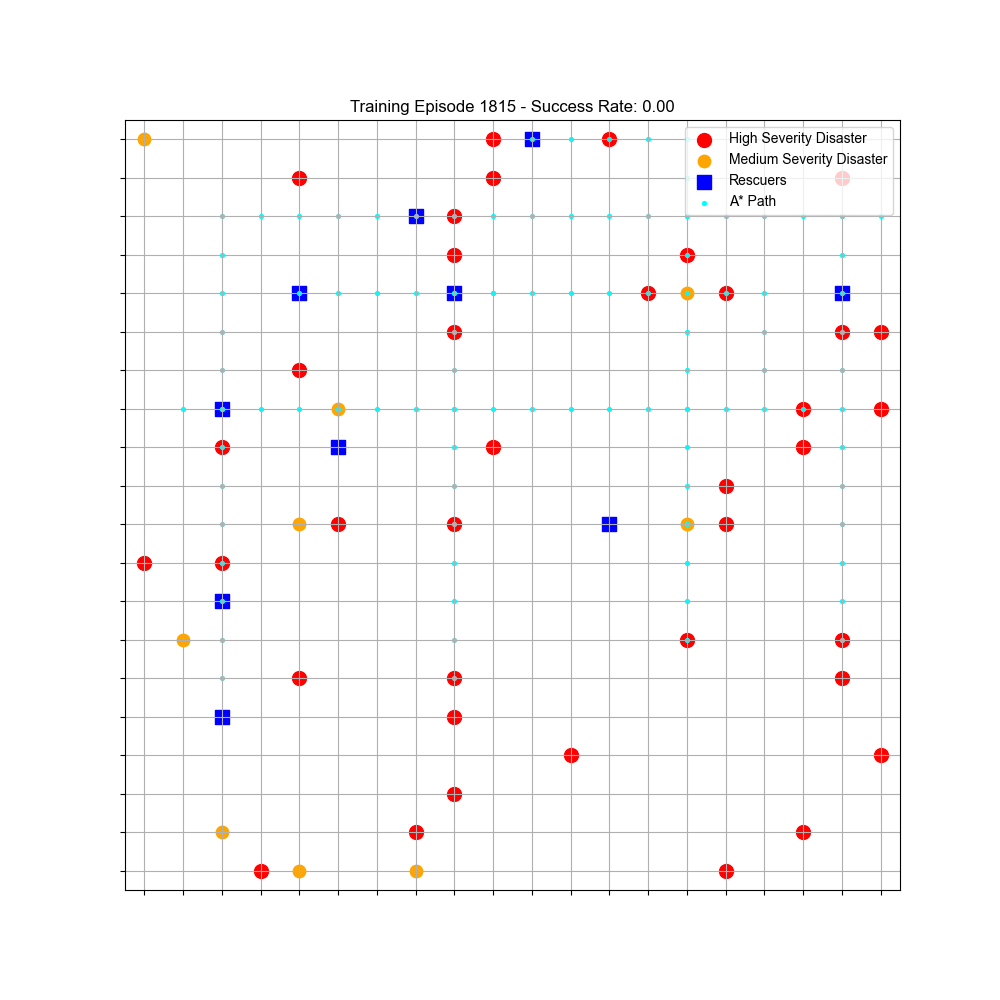 Training Episode 1815 - Success Rate: 0.00
High Severity Disaster
Medium Severity Disaster
Rescuers
A* Path